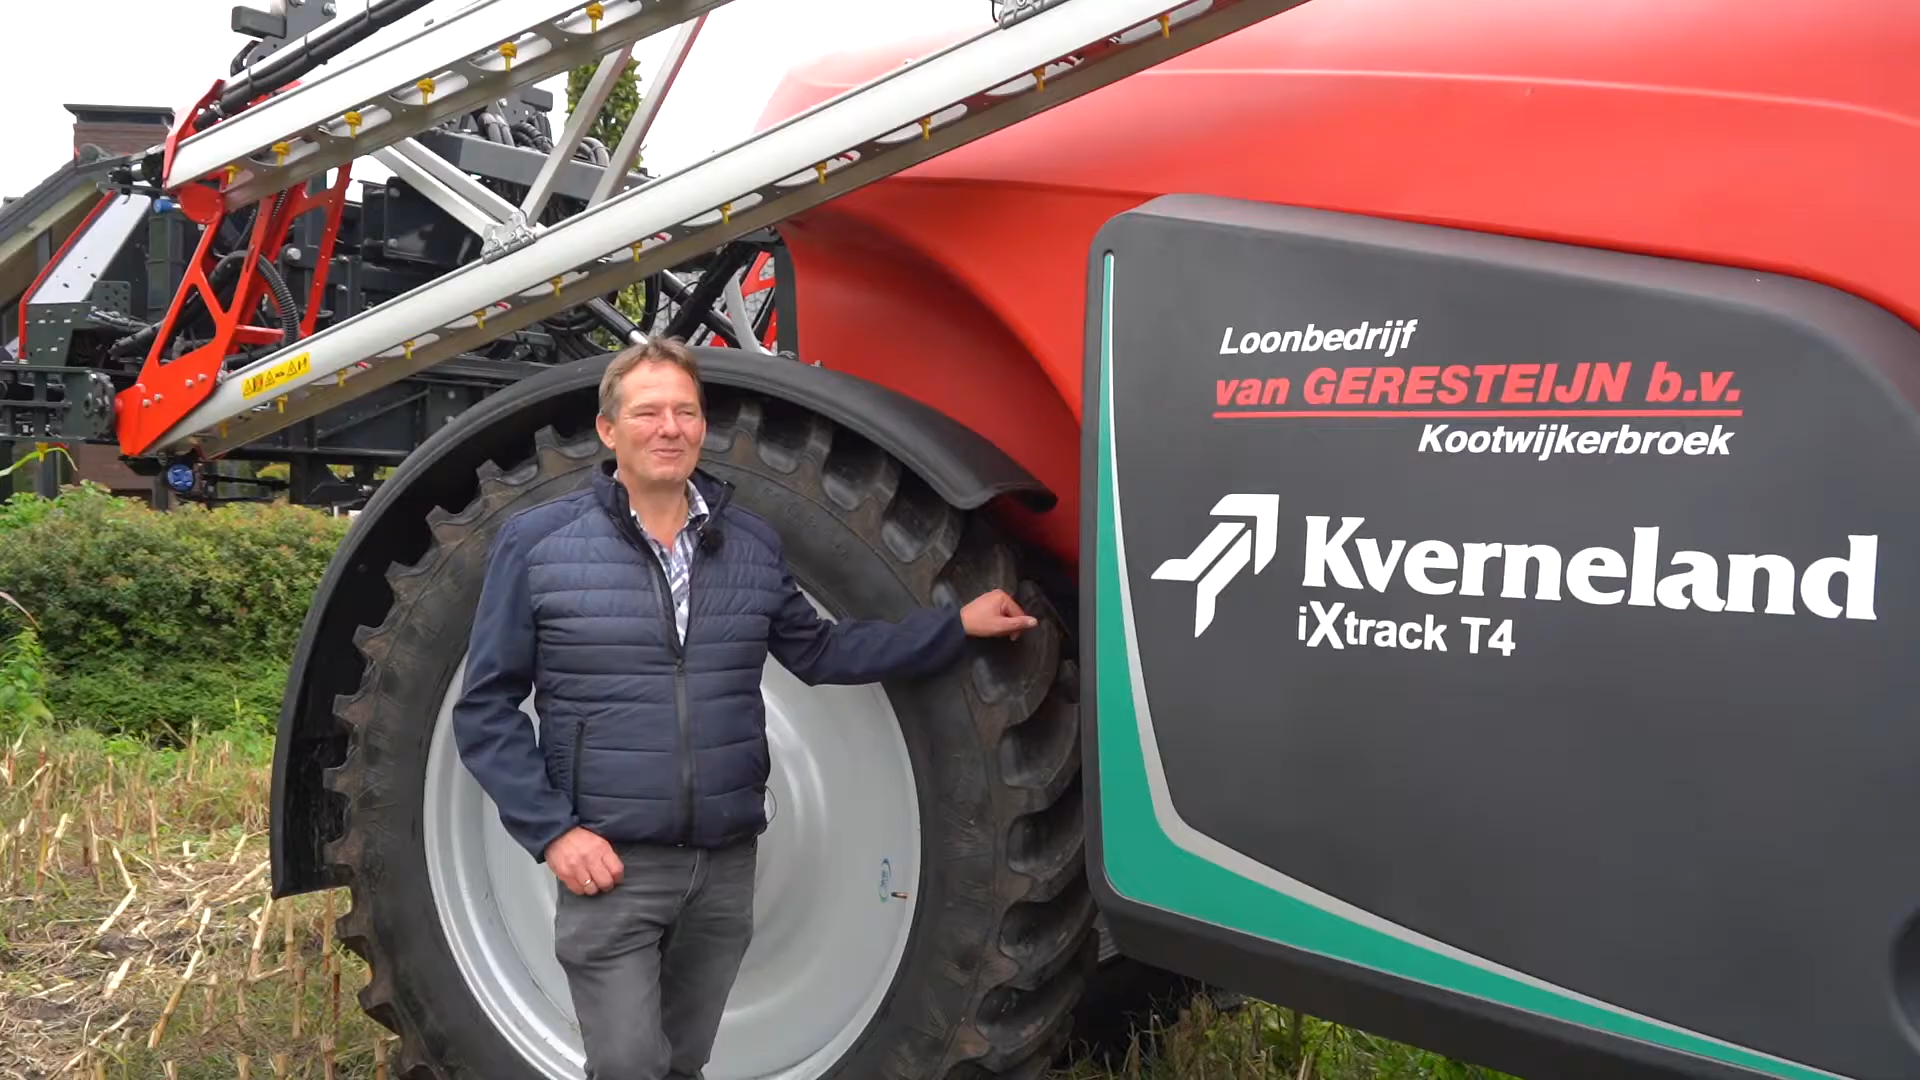 Loonbedrijf
van GERESTEIJN b.v.
Kootwijkerbroek
Kverneland
iXtrack T4